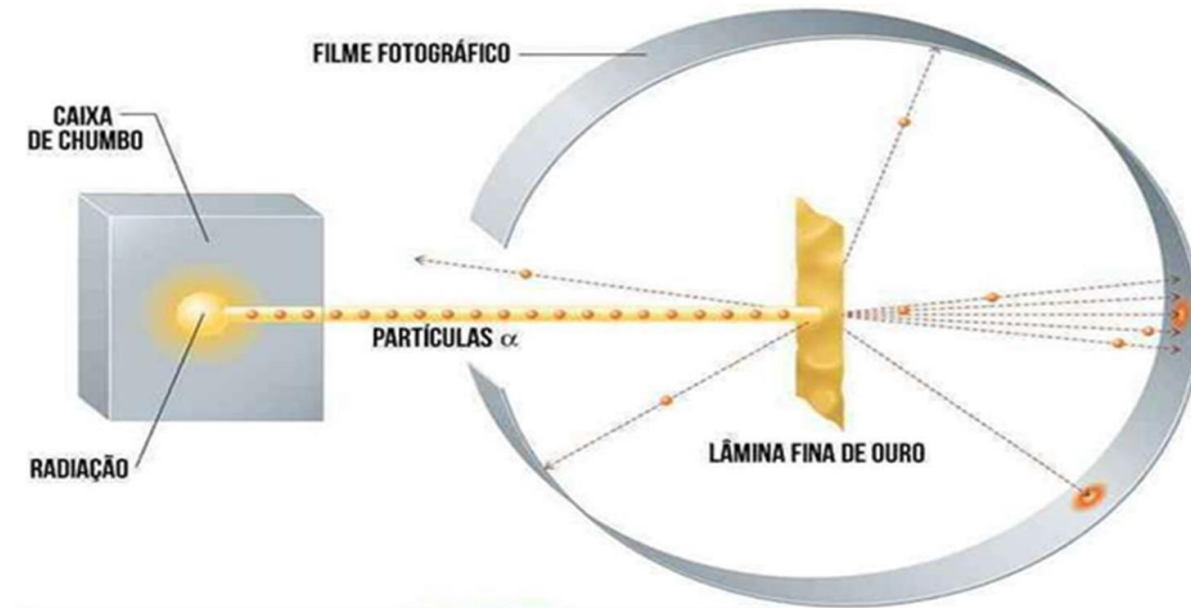 FILME FOTOGRÁFICO
CAIXA
DE CHUMBO
PARTÍCULAS α
RADIAÇÃO
LÂMINA FINA DE OURO